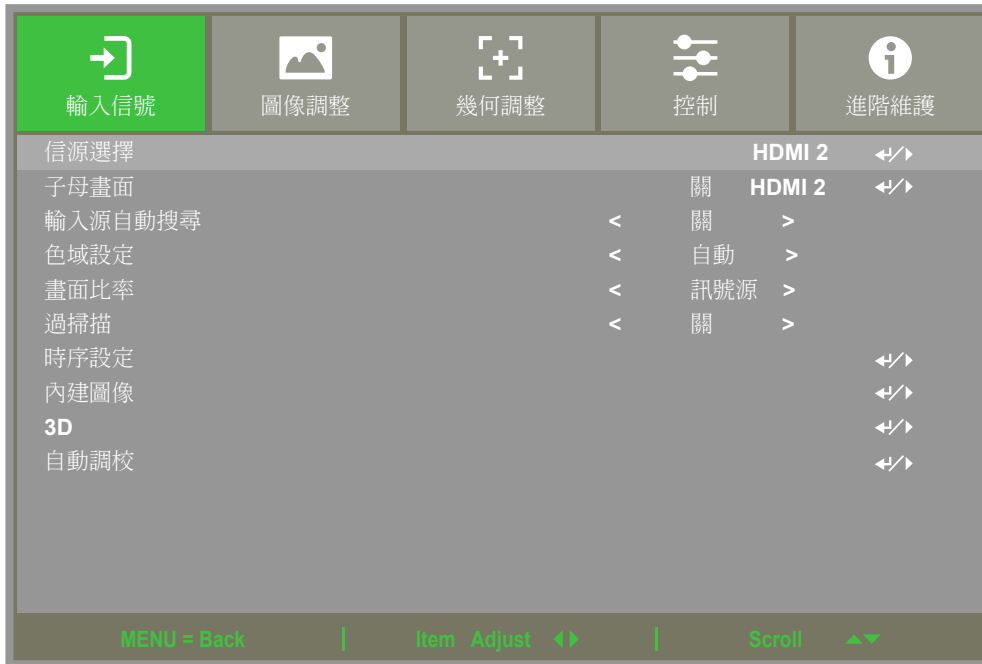 輸入信號 圖像調整 幾何調整 控制 進階維護
信源選擇 HDMI 2
子母畫面 關 HDMI 2
輸入源自動搜尋 < 關 >
色域設定 < 自動 >
畫面比率 < 訊號源 >
過掃描 < 關 >
時序設定
內建圖像
3D
自動調校
MENU = Back | Item Adjust | Scroll